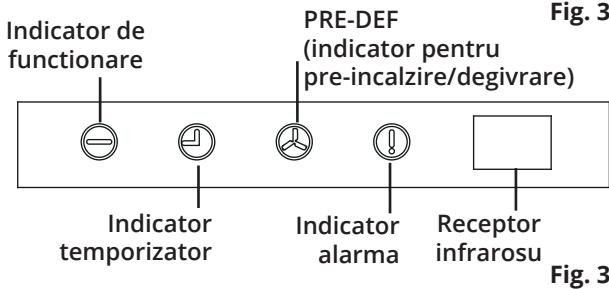 Fig. 3
Indicator de
functionare
PRE-DEF
(indicator pentru
pre-incalzire/degivrare)
Indicator
temporizator
Indicator
alarma
Receptor
infrarosu
Fig. 3